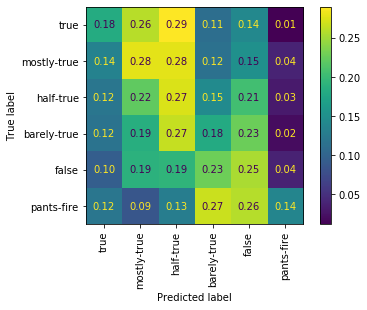 True label
true 0.18 0.26 0.29 0.11 0.14 0.01
mostly-true 0.14 0.28 0.28 0.12 0.15 0.04
half-true 0.12 0.22 0.27 0.15 0.21 0.03
barely-true 0.12 0.19 0.27 0.18 0.23 0.02
false 0.10 0.19 0.19 0.23 0.25 0.04
pants-fire 0.12 0.09 0.13 0.27 0.26 0.14
true mostly-true half-true barely-true false pants-fire
Predicted label
0.25
0.20
0.15
0.10
0.05